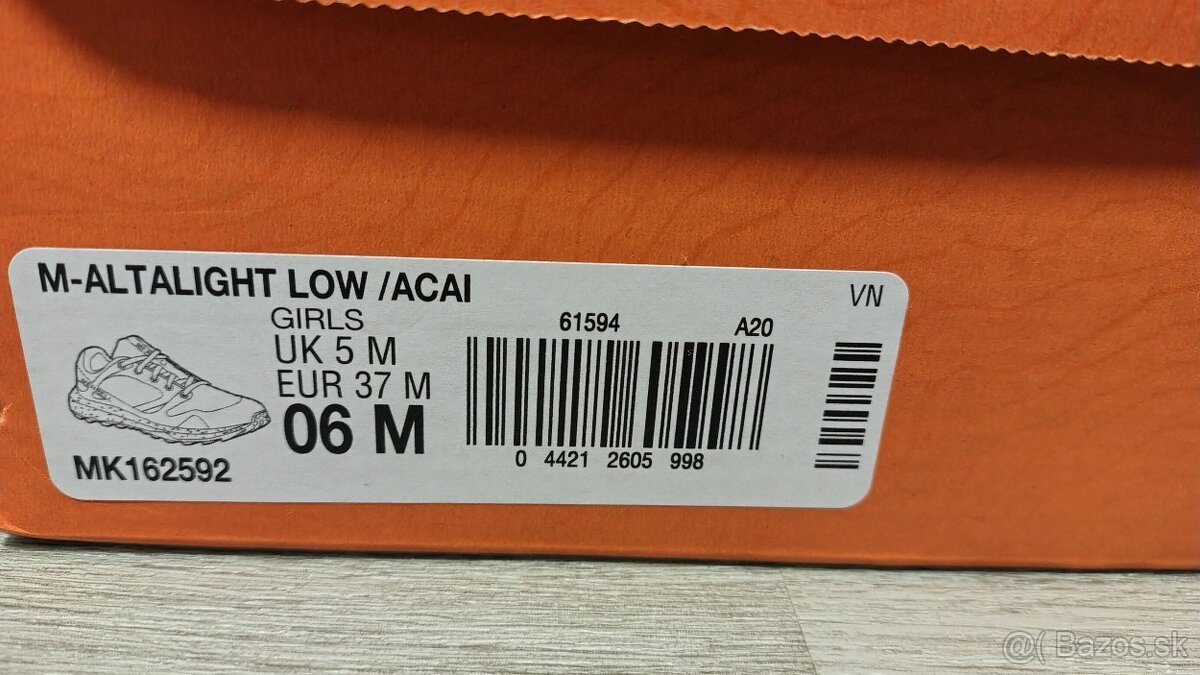 M-ALTALIGHT LOW /ACAI
VN
GIRLS
UK 5 M
EUR 37 M
06 M
MK162592
61594
A20
0 4421 2605 998
@( Bazos.sk